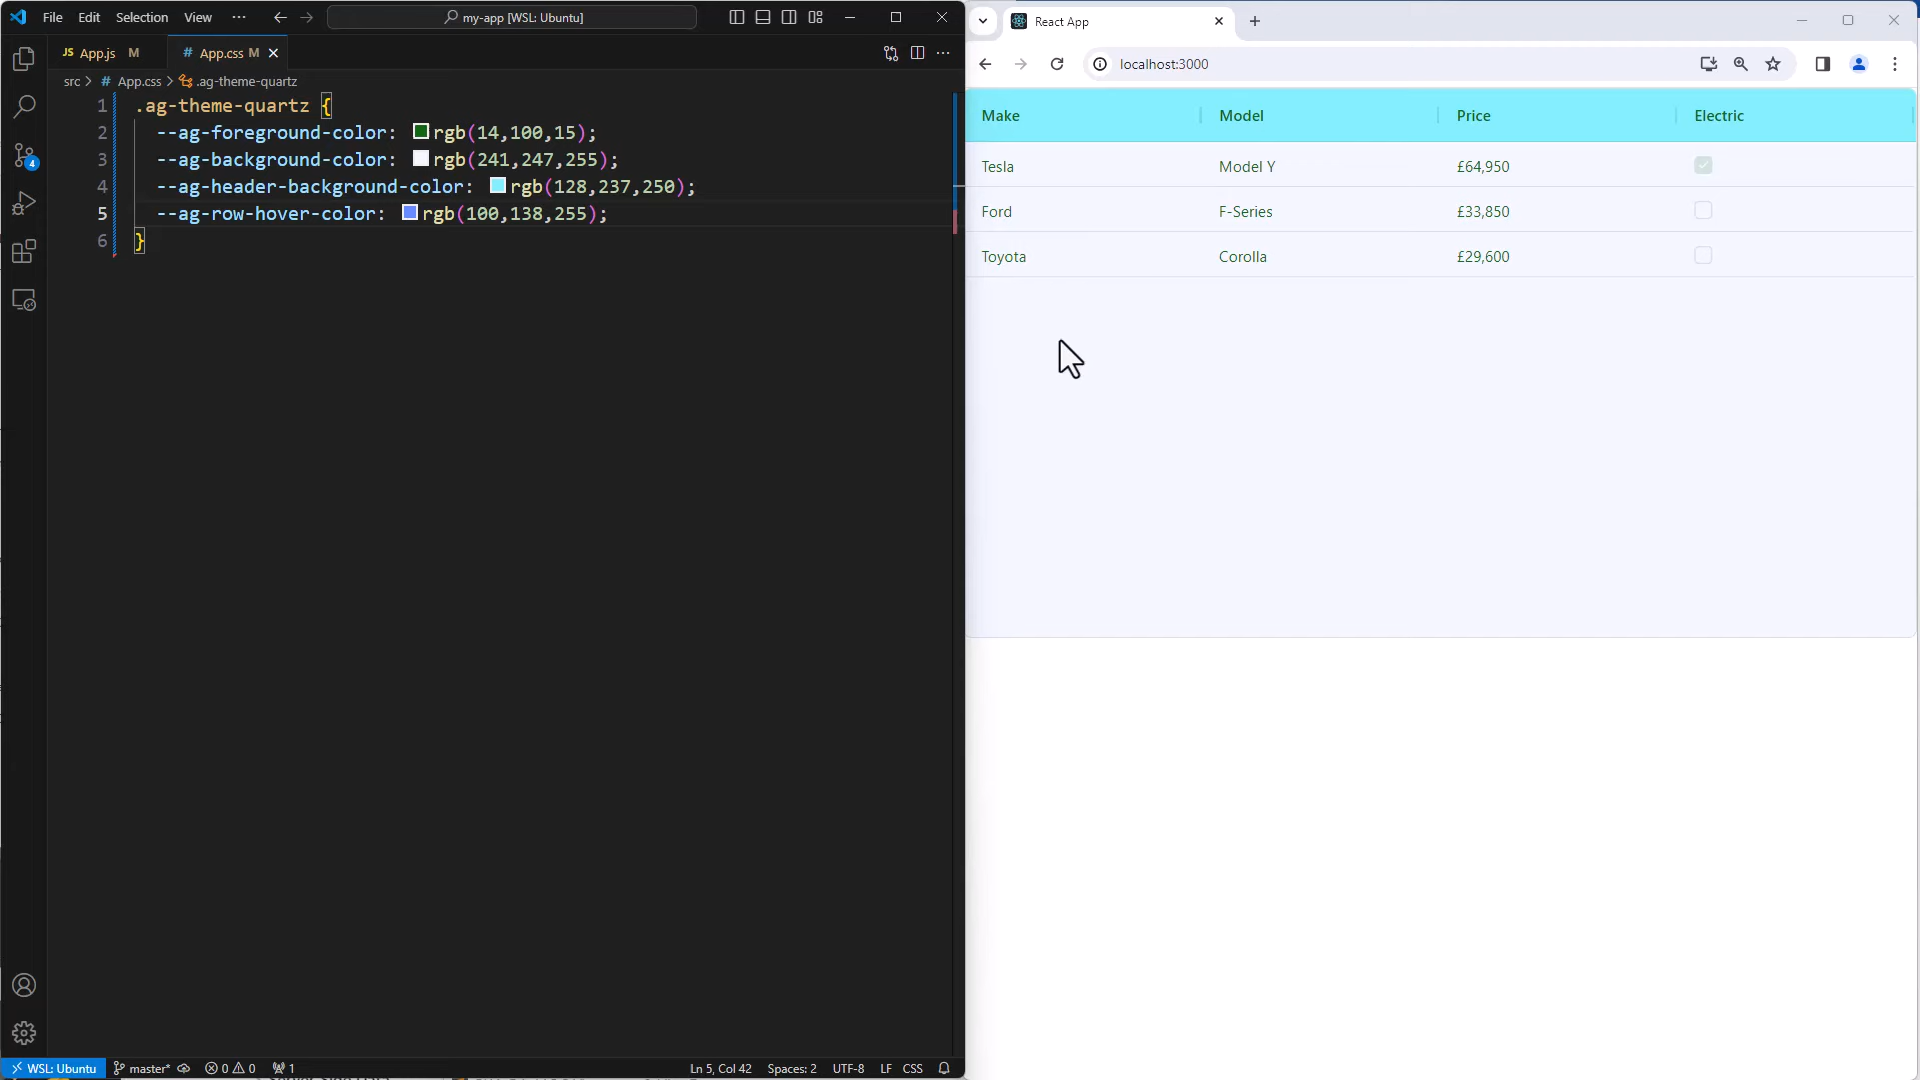 File Edit Selection View ··· my-app [WSL: Ubuntu]
JS App.js M # App.css M
src > # App.css > .ag-theme-quartz
1 .ag-theme-quartz {
2 --ag-foreground-color: rgb(14,100,15);
3 --ag-background-color: rgb(241,247,255);
4 --ag-header-background-color: rgb(128,237,250);
5 --ag-row-hover-color: rgb(100,138,255);
6 }
4
WSL: Ubuntu master* 0 0 1 Ln 5, Col 42 Spaces: 2 UTF-8 LF CSS
React App
localhost:3000
Make Model Price Electric
Tesla Model Y £64,950
Ford F-Series £33,850
Toyota Corolla £29,600